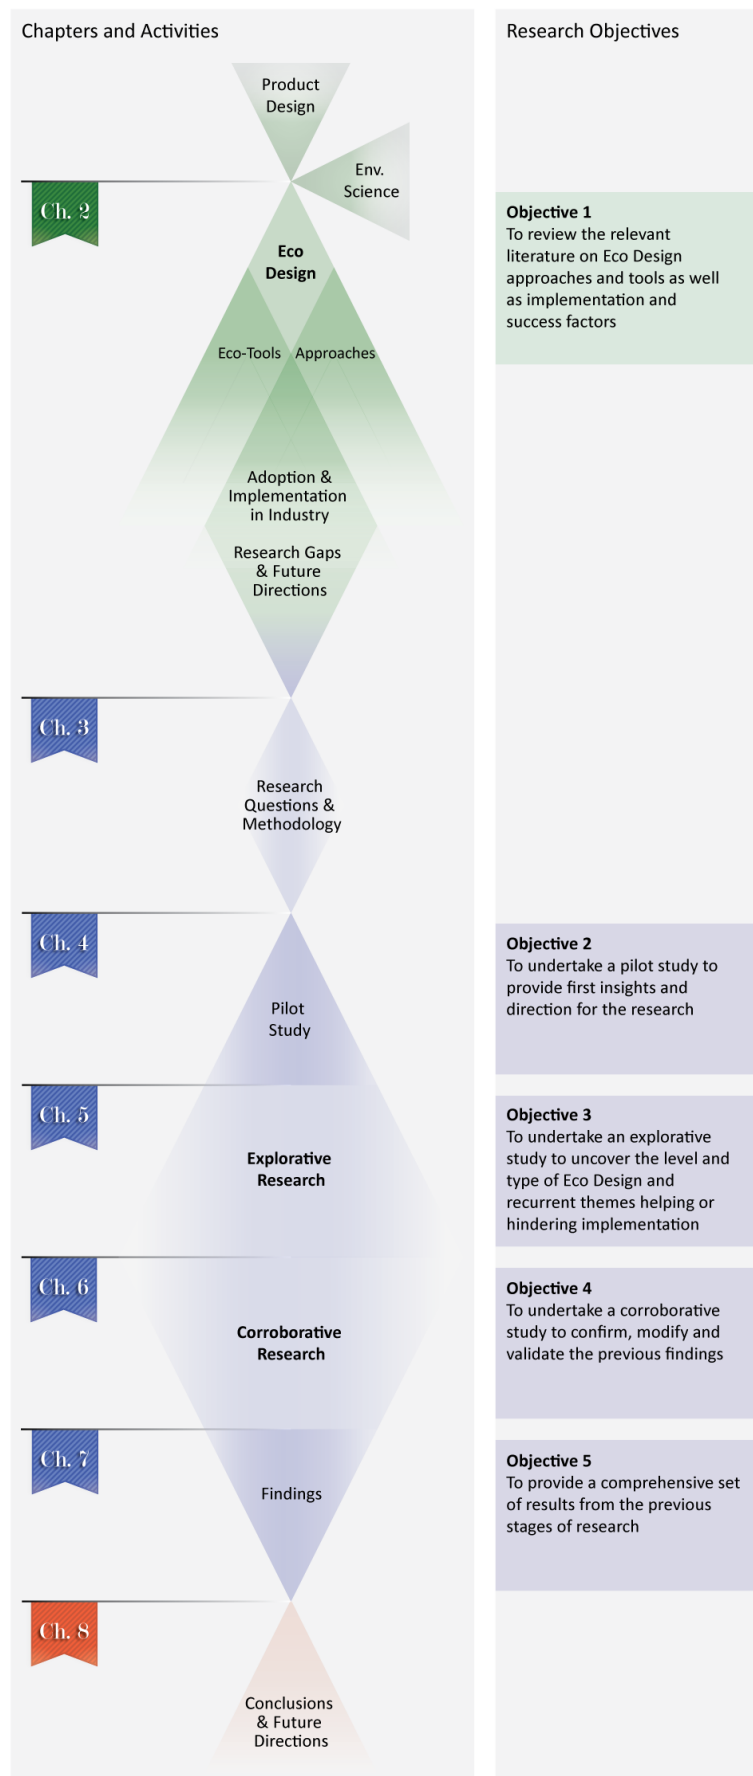 Chapters and Activities
Research Objectives
Product
Design
Env.
Science
Ch. 2
Eco
Design
Eco-Tools
Approaches
Adoption &
Implementation
in Industry
Research Gaps
& Future
Directions
Objective 1
To review the relevant
literature on Eco Design
approaches and tools as well
as implementation and
success factors
Ch. 3
Research
Questions &
Methodology
Ch. 4
Pilot
Study
Objective 2
To undertake a pilot study to
provide first insights and
direction for the research
Ch. 5
Explorative
Research
Objective 3
To undertake an explorative
study to uncover the level and
type of Eco Design and
recurrent themes helping or
hindering implementation
Ch. 6
Corroborative
Research
Objective 4
To undertake a corroborative
study to confirm, modify and
validate the previous findings
Ch. 7
Findings
Objective 5
To provide a comprehensive set
of results from the previous
stages of research
Ch. 8
Conclusions
& Future
Directions